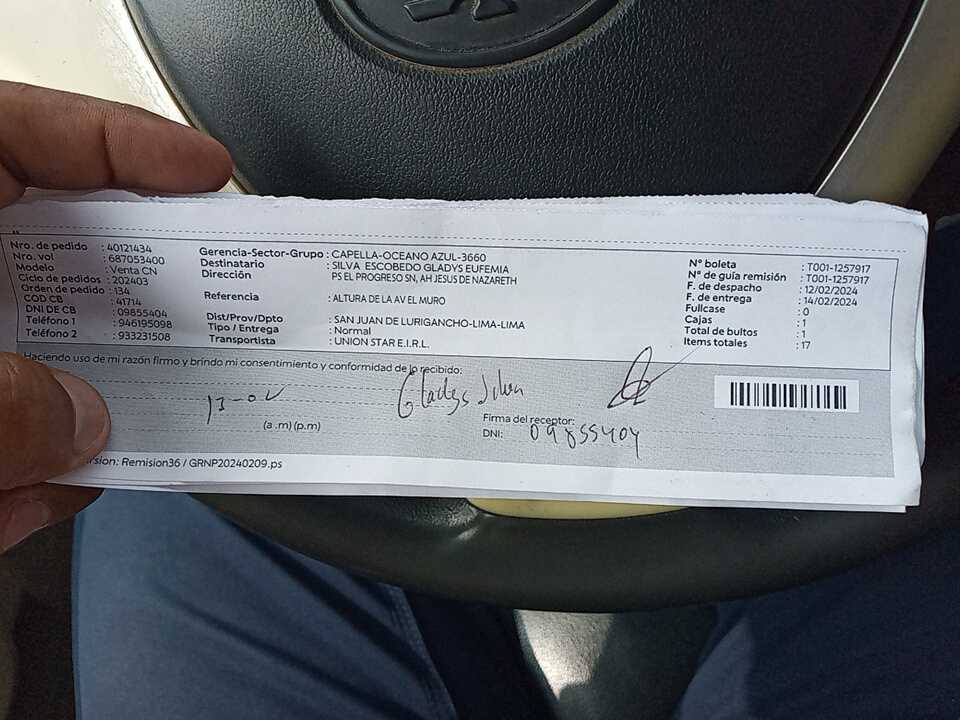 Nro. de pedido : 40121434
Nro. vol : 687053400
Modelo : Venta CN
Ciclo de pedidos : 202403
Orden de pedido : 134
COD CB : 41714
DNI DE CB : 09855404
Teléfono 1 : 946195098
Teléfono 2 : 933231508
Gerencia-Sector-Grupo : CAPELLA-OCEANO AZUL-3660
Destinatario : SILVA ESCOBEDO GLADYS EUFEMIA
Dirección PS EL PROGRESO SN, AH JESUS DE NAZARETH
Referencia : ALTURA DE LA AV EL MURO
Dist/Prov/Dpto : SAN JUAN DE LURIGANCHO-LIMA-LIMA
Tipo / Entrega : Normal
Transportista : UNION STAR E.I.R.L.
N° boleta : T001-1257917
N° de guía remisión : T001-1257917
F. de despacho : 12/02/2024
F. de entrega : 14/02/2024
Fullcase : 0
Cajas : 1
Total de bultos : 1
Items totales : 17
Haciendo uso de mi razón firmo y brindo mi consentimiento y conformidad de lo recibido:
13-02 Gladys Silva
(a .m) (p.m)
Firma del receptor:
DNI: 09855404
rsion: Remision36 / GRNP20240209.ps